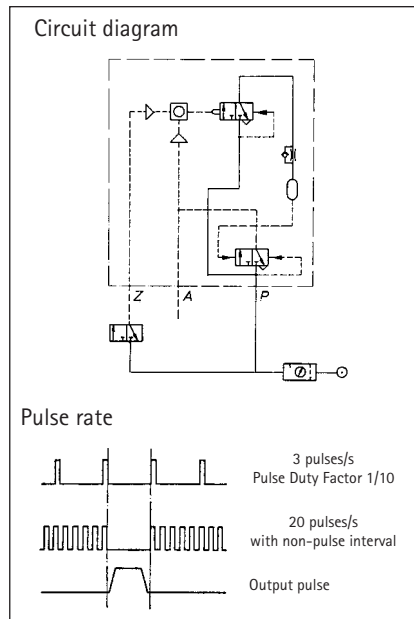 Circuit diagram
Z
A
P
Pulse rate
3 pulses/s
Pulse Duty Factor 1/10
20 pulses/s
with non-pulse interval
Output pulse